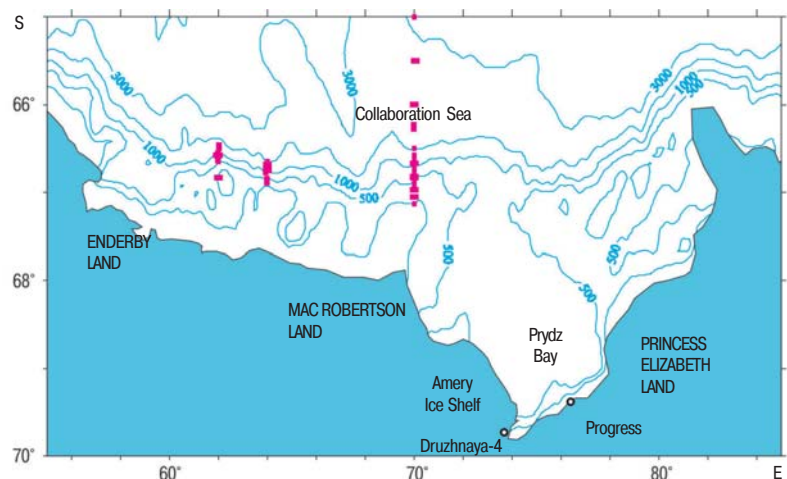 S
3000
3000
3000
1000
500
66°
Collaboration Sea
1000
1000
500
500
500
500
ENDERBY
LAND
68°
MAC ROBERTSON
LAND
Prydz
Bay
PRINCESS
ELIZABETH
LAND
Amery
Ice Shelf
Progress
Druzhnaya-4
70°
60°
70°
80°
E